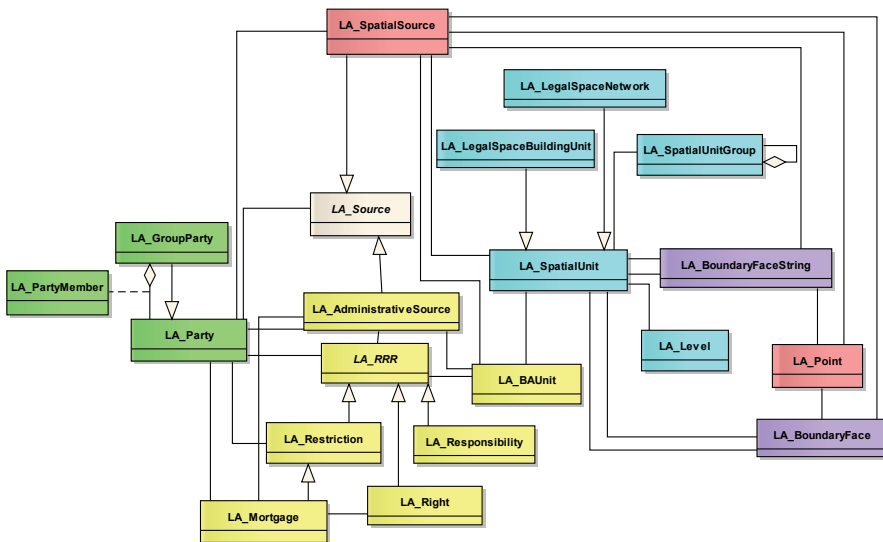 LA_SpatialSource
LA_LegalSpaceNetwork
LA_LegalSpaceBuildingUnit
LA_SpatialUnitGroup
LA_Source
LA_GroupParty
LA_PartyMember
LA_SpatialUnit
LA_BoundaryFaceString
LA_AdministrativeSource
LA_Party
LA_RRR
LA_Level
LA_Point
LA_BAUnit
LA_Restriction
LA_Responsibility
LA_BoundaryFace
LA_Right
LA_Mortgage